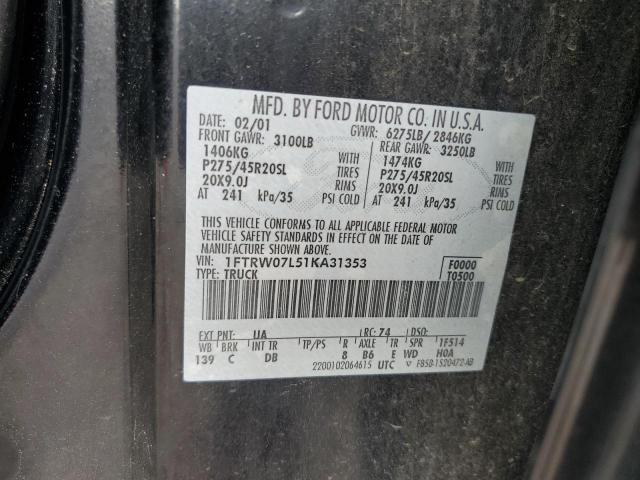 MFD. BY FORD MOTOR CO. IN U.S.A.
DATE: 02/01 GVWR: 6275LB/ 2846KG
FRONT GAWR: 3100LB REAR GAWR: 3250LB
1406KG WITH 1474KG WITH
P275/45R20SL TIRES P275/45R20SL TIRES
20X9.0J RIMS 20X9.0J RIMS
AT 241 kPa/35 PSI COLD AT 241 kPa/35 PSI COLD
THIS VEHICLE CONFORMS TO ALL APPLICABLE FEDERAL MOTOR
VEHICLE SAFETY STANDARDS IN EFFECT ON THE DATE OF
MANUFACTURE SHOWN ABOVE.
VIN: 1FTRW07L51KA31353 F0000
TYPE: TRUCK T0500
EXT PNT: UA RC: 74 DSO:
WB BRK INT TR TP/PS R AXLE TR SPR 1F514
139 C DB 8 B6 E WD H0A
2200102064615 UTC F85B-1520472-AB